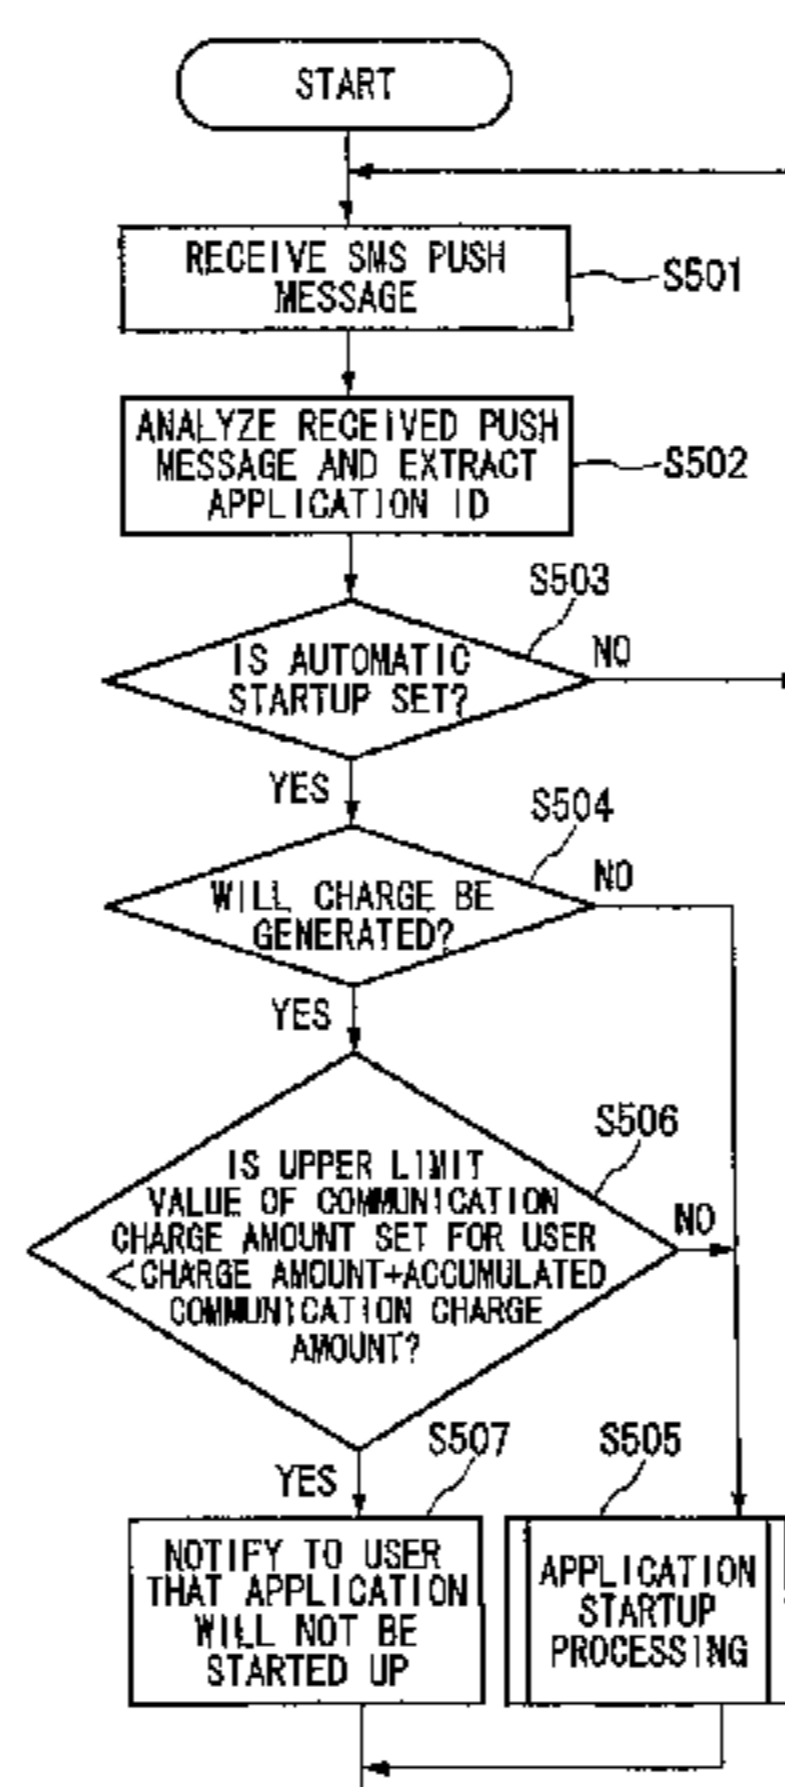 START
RECEIVE SMS PUSH
MESSAGE
S501
ANALYZE RECEIVED PUSH
MESSAGE AND EXTRACT
APPLICATION ID
S502
S503
IS AUTOMATIC
STARTUP SET?
NO
YES
S504
WILL CHARGE BE
GENERATED?
NO
YES
S506
IS UPPER LIMIT
VALUE OF COMMUNICATION
CHARGE AMOUNT SET FOR USER
<CHARGE AMOUNT+ACCUMULATED
COMMUNICATION CHARGE
AMOUNT?
NO
YES
S507
NOTIFY TO USER
THAT APPLICATION
WILL NOT BE
STARTED UP
S505
APPLICATION
STARTUP
PROCESSING